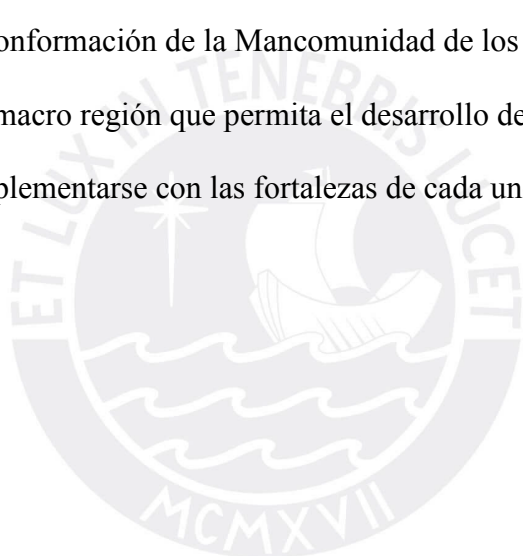 onformación de la Mancomunidad de los
macro región que permita el desarrollo de
plementarse con las fortalezas de cada un
ET LUX IN TENEBRIS LUCET
MCMXVII